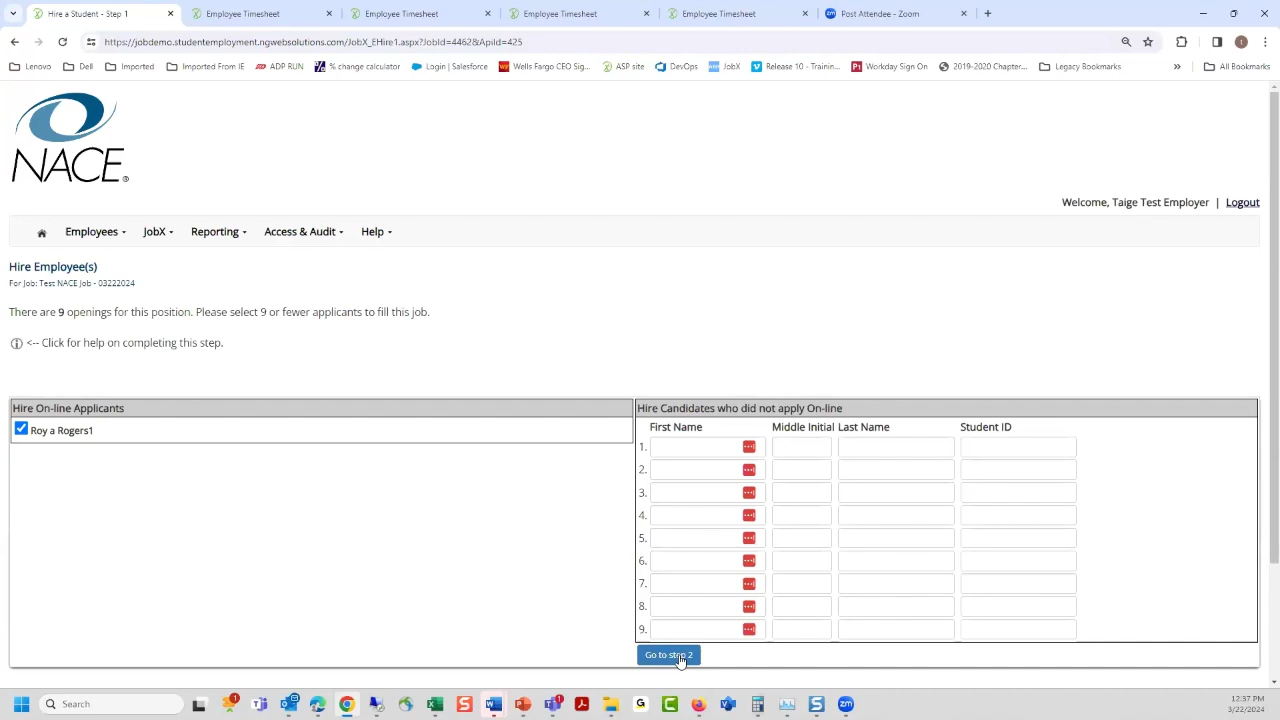 Hire a Student - Step 1
Employee Timesheet
Employee Timesheet
Employee Timesheet
Employee Timesheet
Post Attendee - Zoom
https://jobdemo.studentemployment.ngwebsolutions.com/JobX_EHire1.aspx?JobId=4462&ApiId=425
Lenovo
Dell
Imported
Imported From IE
ADP RUN
% change calculator
Login | Salesforce
Wells Fargo CEO Sig...
ASP site
DevOps
JobX
Release 10 - Trainin...
Workday Sign On
2019-2020 Chapter...
Legacy Bookmarks
All Bookmarks
NACE®
Welcome, Taige Test Employer | Logout
Employees JobX Reporting Access & Audit Help
Hire Employee(s)
For Job: Test NACE Job - 03222024
There are 9 openings for this position. Please select 9 or fewer applicants to fill this job.
<-- Click for help on completing this step.
Hire On-line Applicants
Roy a Rogers1
Hire Candidates who did not apply On-line
First Name Middle Initial Last Name Student ID
1.
2.
3.
4.
5.
6.
7.
8.
9.
Go to step 2
Search
12:37 PM
3/22/2024